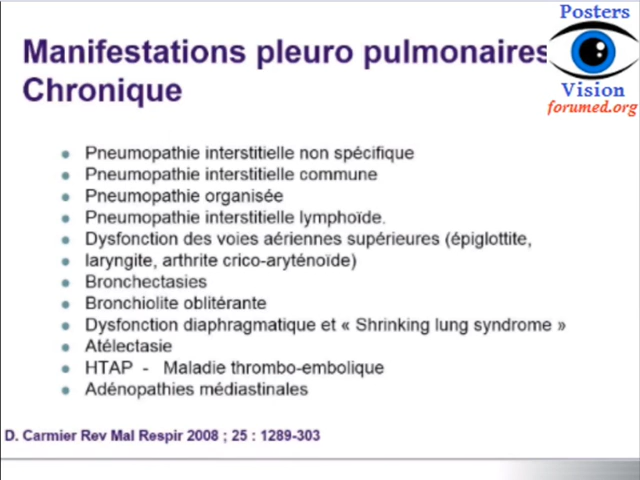 Posters
Manifestations pleuro pulmonaires
Vision
Chronique
forumed.org
Pneumopathie interstitielle non spécifique
Pneumopathie interstitielle commune
Pneumopathie organisée
Pneumopathie interstitielle lymphoïde.
Dysfonction des voies aériennes supérieures (épiglottite,
laryngite, arthrite crico-aryténoïde)
Bronchectasies
Bronchiolite oblitérante
Dysfonction diaphragmatique et « Shrinking lung syndrome »
Atélectasie
HTAP - Maladie thrombo-embolique
Adénopathies médiastinales
D. Carmier Rev Mal Respir 2008 ; 25 : 1289-303